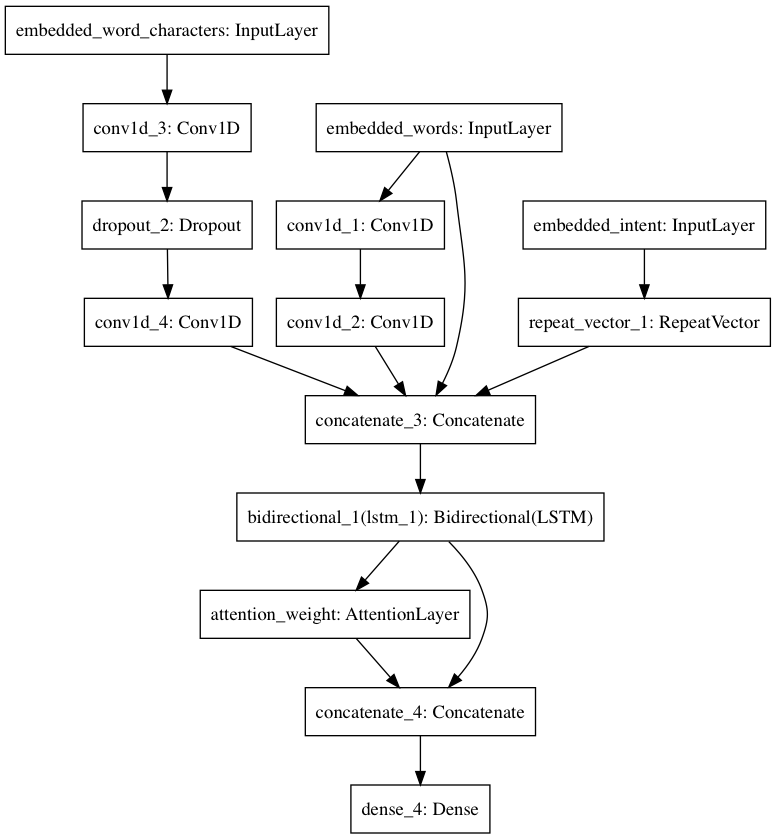 embedded_word_characters: InputLayer
conv1d_3: Conv1D
embedded_words: InputLayer
dropout_2: Dropout
conv1d_1: Conv1D
embedded_intent: InputLayer
conv1d_4: Conv1D
conv1d_2: Conv1D
repeat_vector_1: RepeatVector
concatenate_3: Concatenate
bidirectional_1(lstm_1): Bidirectional(LSTM)
attention_weight: AttentionLayer
concatenate_4: Concatenate
dense_4: Dense